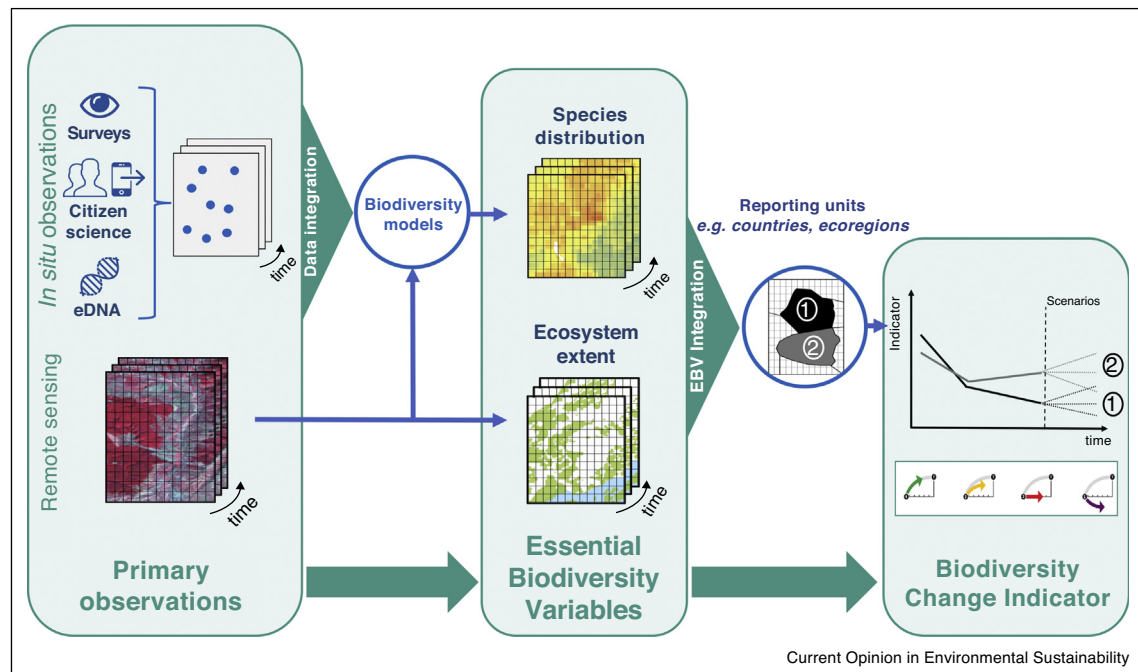 In situ observations
Surveys
Citizen
science
eDNA
time
Remote sensing
time
Primary
observations
Data integration
Biodiversity
models
Species
distribution
time
Ecosystem
extent
time
Essential
Biodiversity
Variables
EBV Integration
Reporting units
e.g. countries, ecoregions
1
2
Indicator
Scenarios
2
1
time
Biodiversity
Change Indicator
Current Opinion in Environmental Sustainability